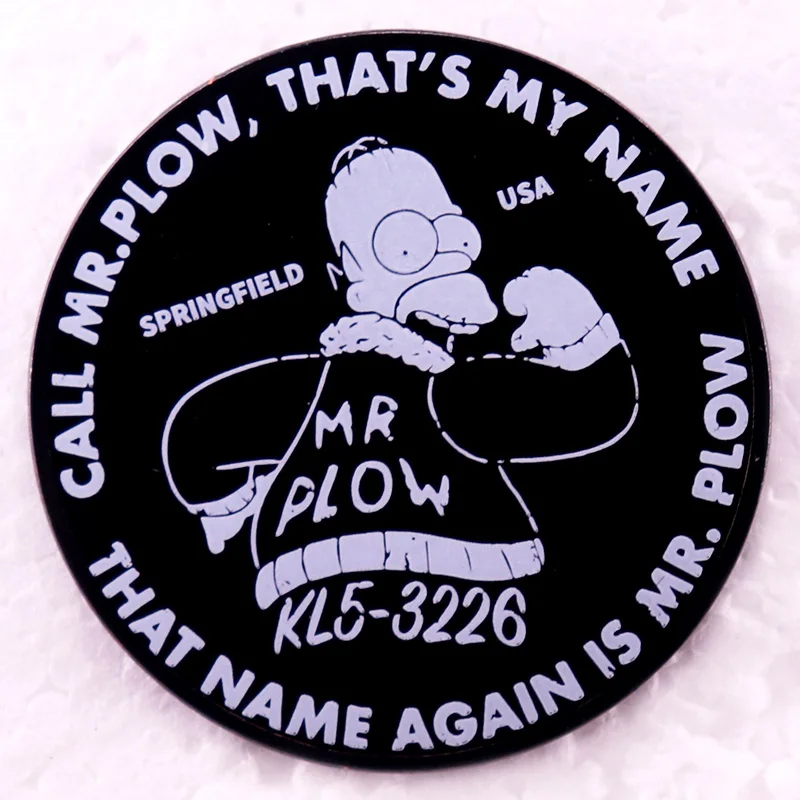 CALL MR.PLOW, THAT'S MY NAME
THAT NAME AGAIN IS MR. PLOW
USA
SPRINGFIELD
MR
PLOW
KL5-3226